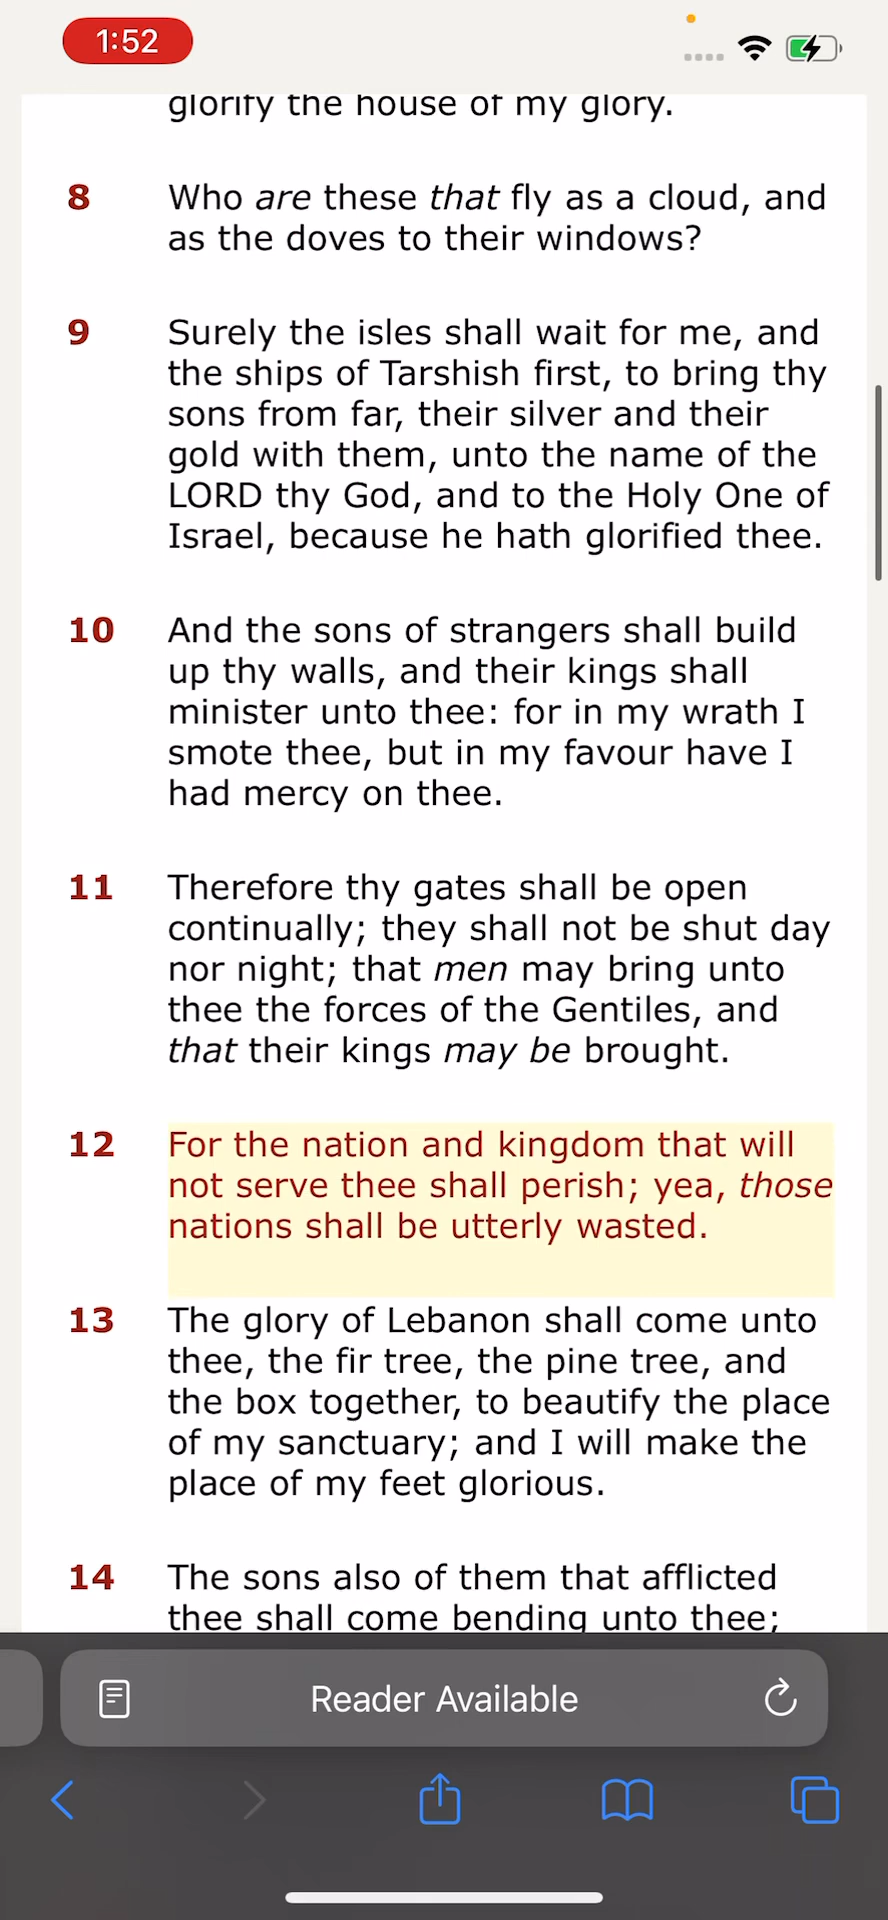 1:52
glorify the house of my glory.
8 Who are these that fly as a cloud, and
as the doves to their windows?
9 Surely the isles shall wait for me, and
the ships of Tarshish first, to bring thy
sons from far, their silver and their
gold with them, unto the name of the
LORD thy God, and to the Holy One of
Israel, because he hath glorified thee.
10 And the sons of strangers shall build
up thy walls, and their kings shall
minister unto thee: for in my wrath I
smote thee, but in my favour have I
had mercy on thee.
11 Therefore thy gates shall be open
continually; they shall not be shut day
nor night; that men may bring unto
thee the forces of the Gentiles, and
that their kings may be brought.
12 For the nation and kingdom that will
not serve thee shall perish; yea, those
nations shall be utterly wasted.
13 The glory of Lebanon shall come unto
thee, the fir tree, the pine tree, and
the box together, to beautify the place
of my sanctuary; and I will make the
place of my feet glorious.
14 The sons also of them that afflicted
thee shall come bending unto thee;
Reader Available